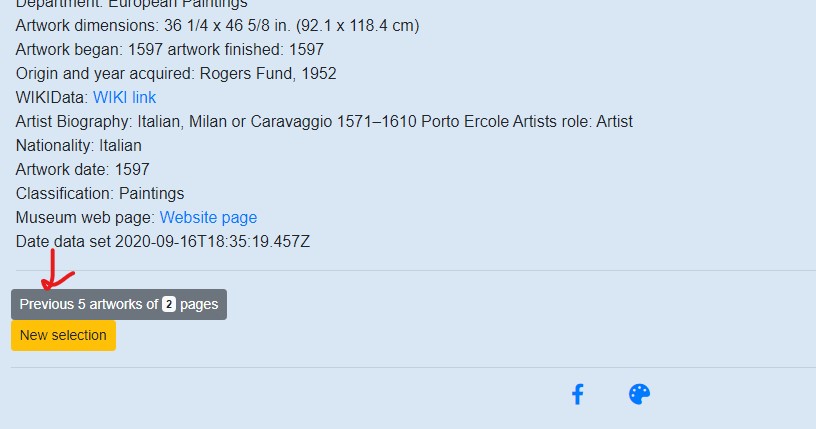 Department: European Paintings
Artwork dimensions: 36 1/4 x 46 5/8 in. (92.1 x 118.4 cm)
Artwork began: 1597 artwork finished: 1597
Origin and year acquired: Rogers Fund, 1952
WIKIData: WIKI link
Artist Biography: Italian, Milan or Caravaggio 1571–1610 Porto Ercole Artists role: Artist
Nationality: Italian
Artwork date: 1597
Classification: Paintings
Museum web page: Website page
Date data set 2020-09-16T18:35:19.457Z
Previous 5 artworks of 2 pages
New selection